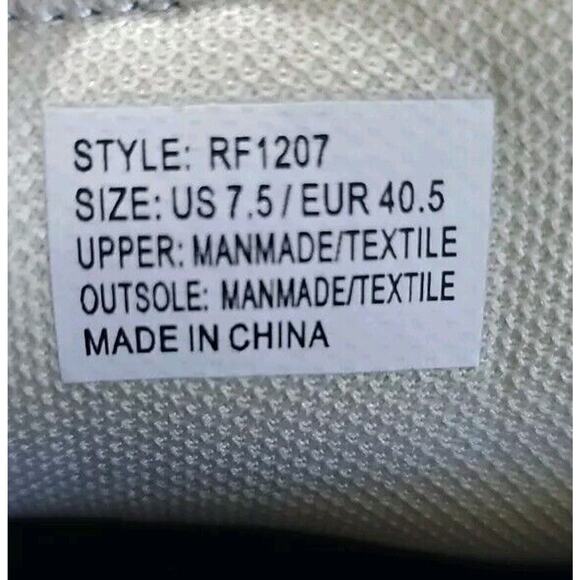 STYLE: RF1207
SIZE: US 7.5 / EUR 40.5
UPPER: MANMADE/TEXTILE
OUTSOLE: MANMADE/TEXTILE
MADE IN CHINA